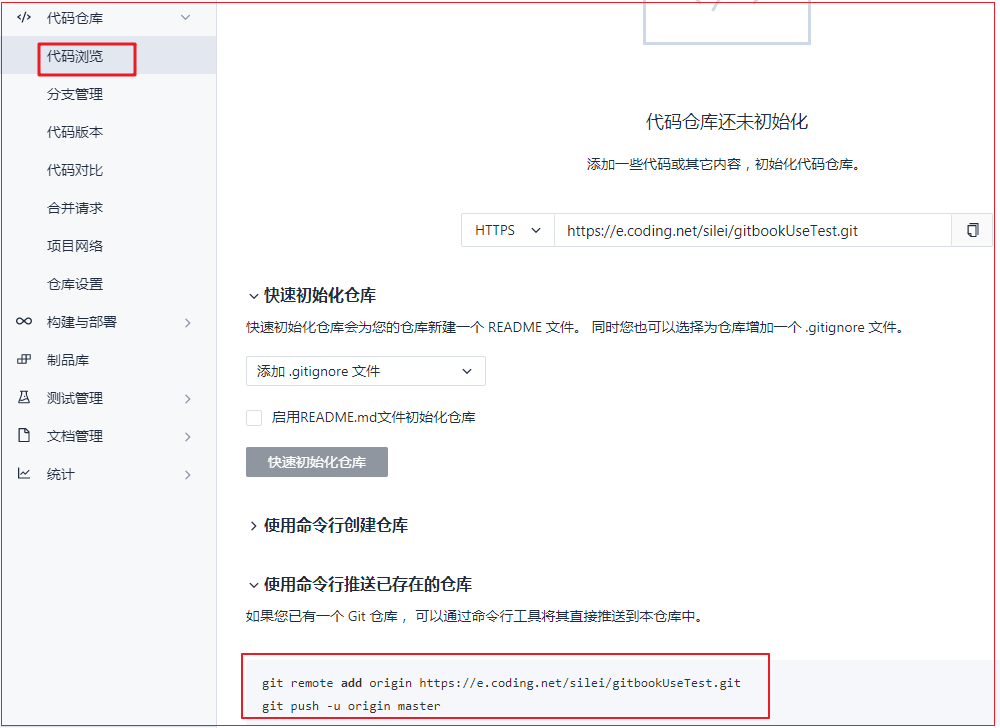 代码仓库
代码浏览
分支管理
代码版本
代码对比
合并请求
项目网络
仓库设置
构建与部署
制品库
测试管理
文档管理
统计
代码仓库还未初始化
添加一些代码或其它内容，初始化代码仓库。
HTTPS https://e.coding.net/silei/gitbookUseTest.git
快速初始化仓库
快速初始化仓库会为您的仓库新建一个 README 文件。 同时您也可以选择为仓库增加一个 .gitignore 文件。
添加 .gitignore 文件
启用README.md文件初始化仓库
快速初始化仓库
使用命令行创建仓库
使用命令行推送已存在的仓库
如果您已有一个 Git 仓库 ，可以通过命令行工具将其直接推送到本仓库中。
git remote add origin https://e.coding.net/silei/gitbookUseTest.git
git push -u origin master